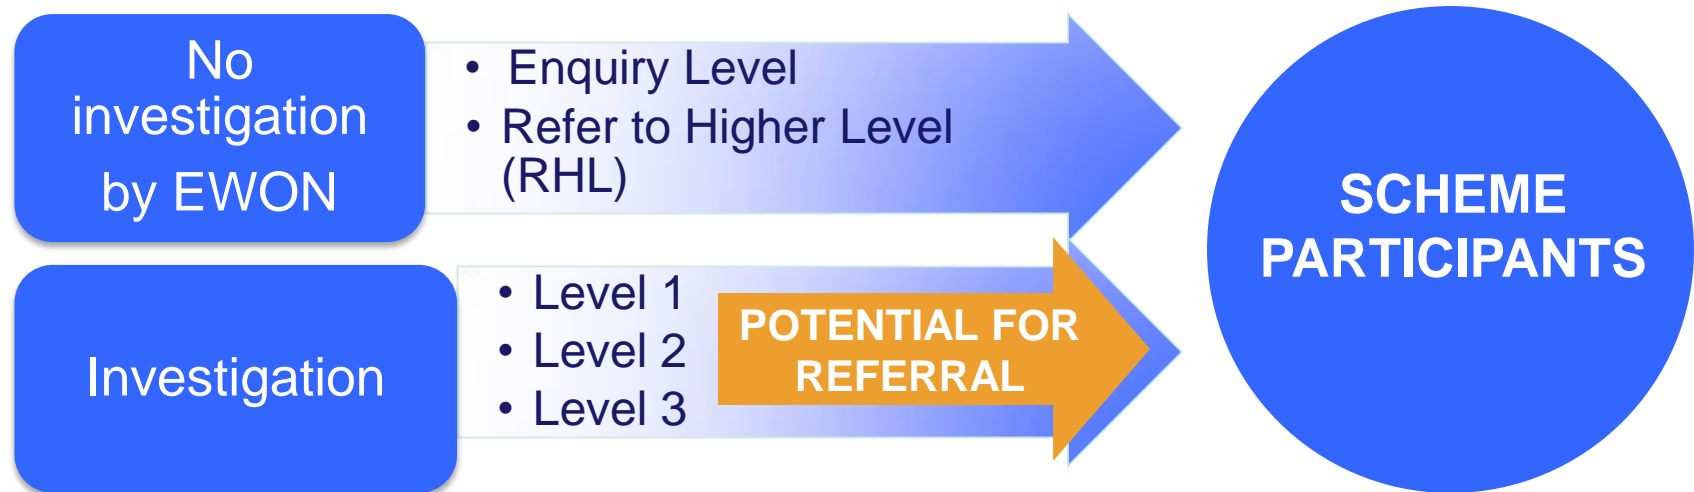 No
investigation
by EWON
• Enquiry Level
• Refer to Higher Level
(RHL)
Investigation
• Level 1
• Level 2
• Level 3
POTENTIAL FOR
REFERRAL
SCHEME
PARTICIPANTS